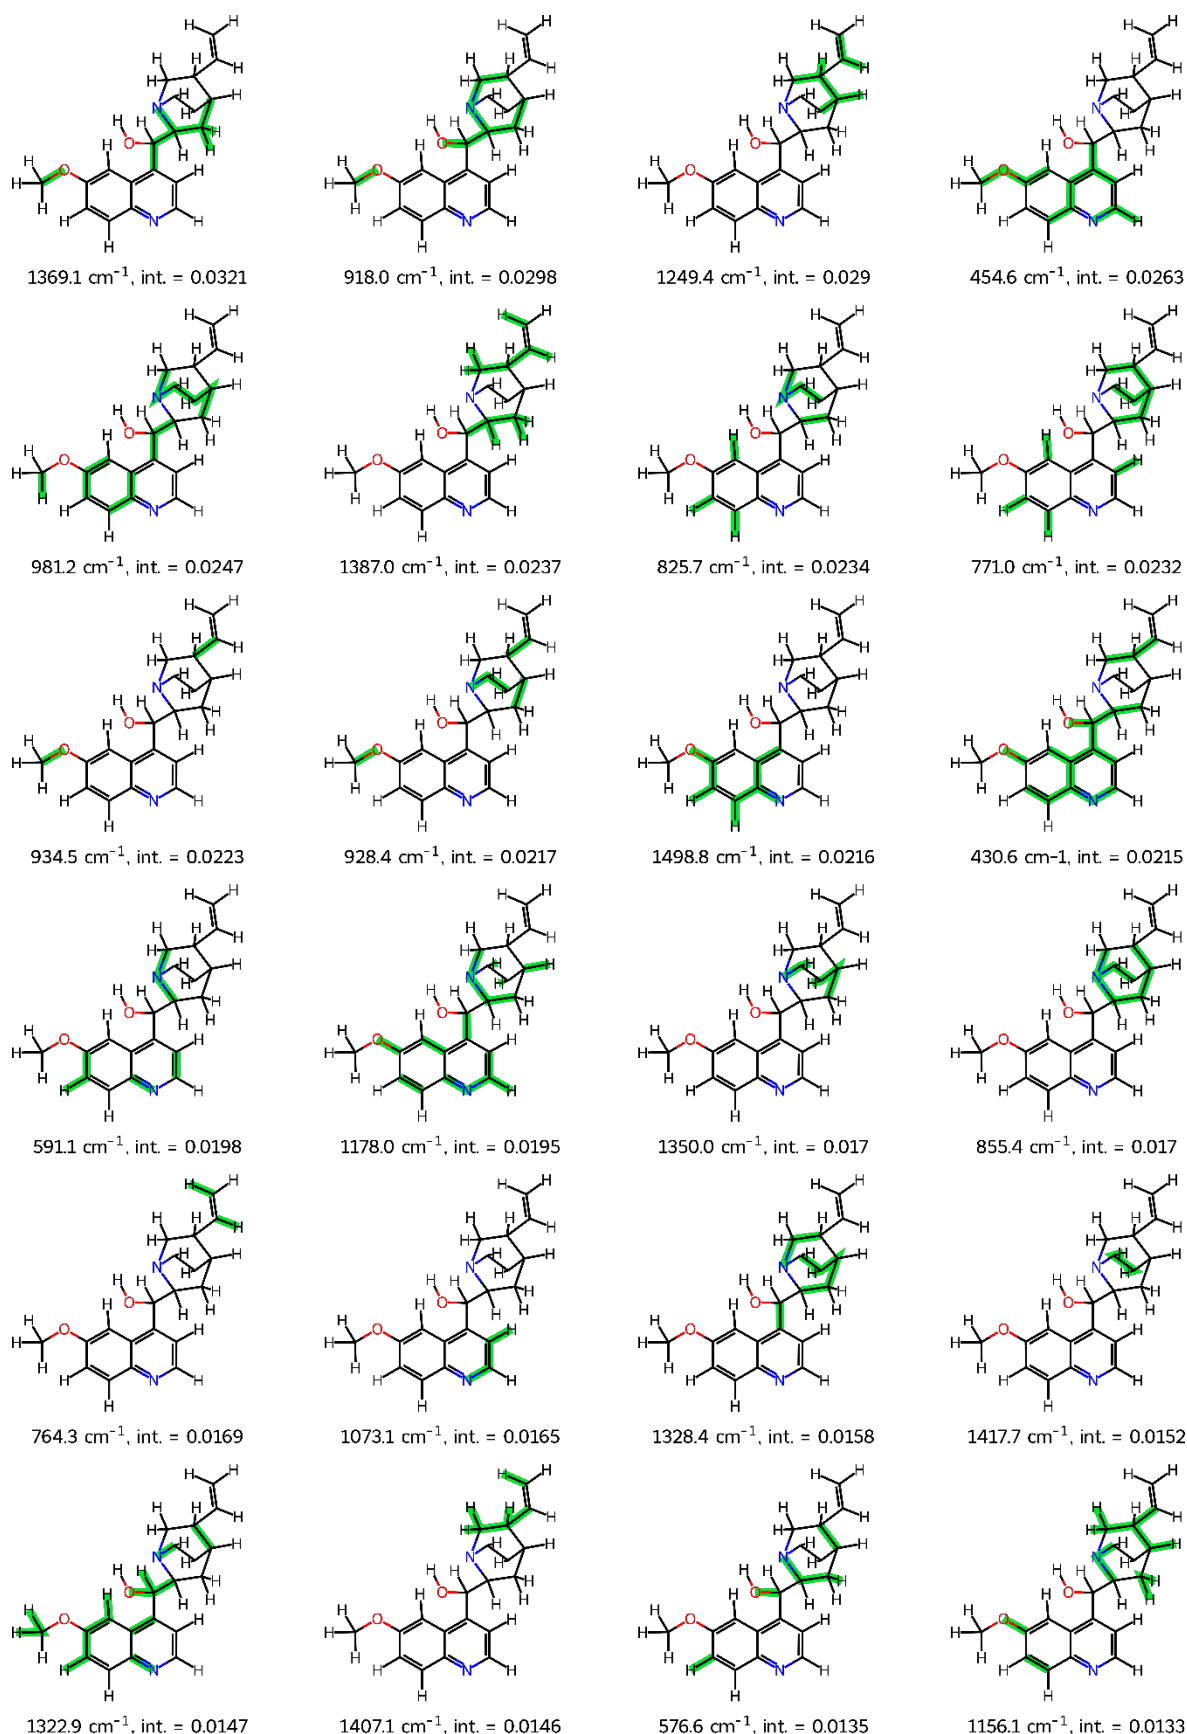 1369.1 cm⁻¹, int. = 0.0321
918.0 cm⁻¹, int. = 0.0298
1249.4 cm⁻¹, int. = 0.029
454.6 cm⁻¹, int. = 0.0263
981.2 cm⁻¹, int. = 0.0247
1387.0 cm⁻¹, int. = 0.0237
825.7 cm⁻¹, int. = 0.0234
771.0 cm⁻¹, int. = 0.0232
934.5 cm⁻¹, int. = 0.0223
928.4 cm⁻¹, int. = 0.0217
1498.8 cm⁻¹, int. = 0.0216
430.6 cm–1, int. = 0.0215
591.1 cm⁻¹, int. = 0.0198
1178.0 cm⁻¹, int. = 0.0195
1350.0 cm⁻¹, int. = 0.017
855.4 cm⁻¹, int. = 0.017
764.3 cm⁻¹, int. = 0.0169
1073.1 cm⁻¹, int. = 0.0165
1328.4 cm⁻¹, int. = 0.0158
1417.7 cm⁻¹, int. = 0.0152
1322.9 cm⁻¹, int. = 0.0147
1407.1 cm⁻¹, int. = 0.0146
576.6 cm⁻¹, int. = 0.0135
1156.1 cm⁻¹, int. = 0.0133